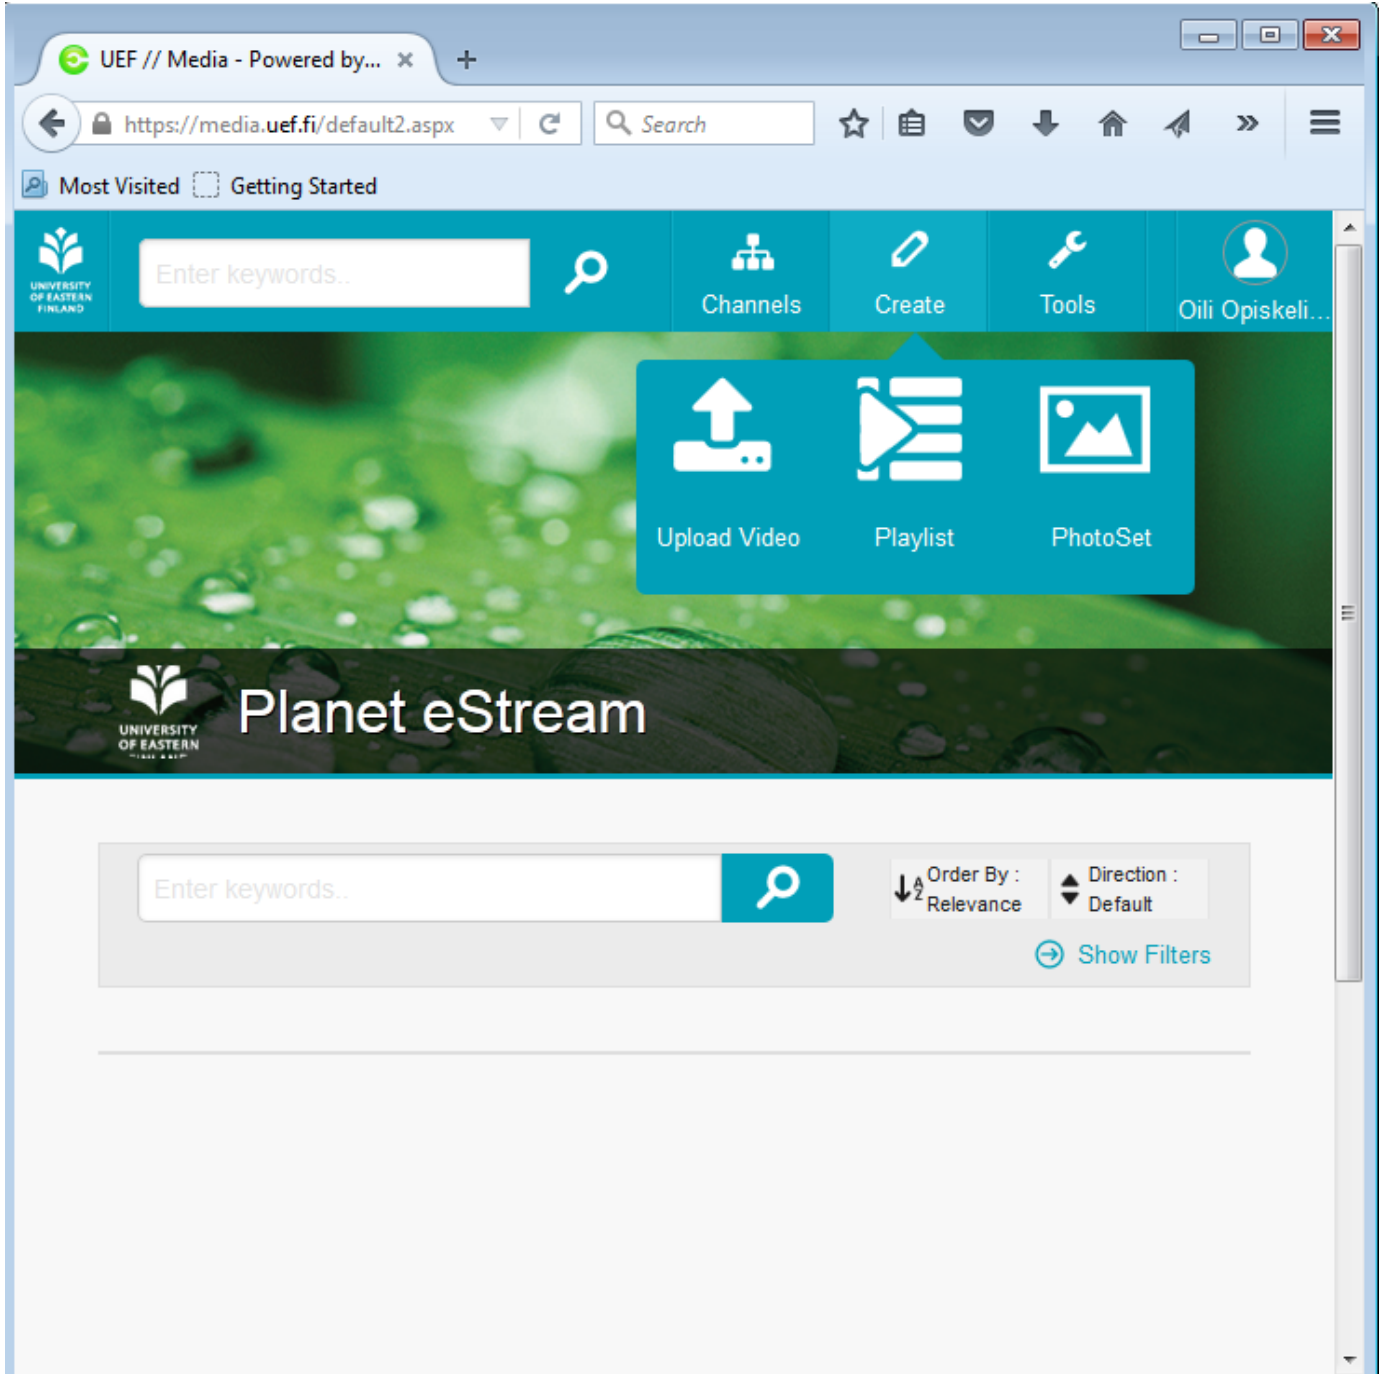 UEF // Media - Powered by...
https://media.uef.fi/default2.aspx
Search
Most Visited
Getting Started
UNIVERSITY
OF EASTERN
FINLAND
Enter keywords..
Channels
Create
Tools
Oili Opiskeli...
Upload Video
Playlist
PhotoSet
UNIVERSITY
OF EASTERN
Planet eStream
Enter keywords..
Order By :
Relevance
Direction :
Default
Show Filters